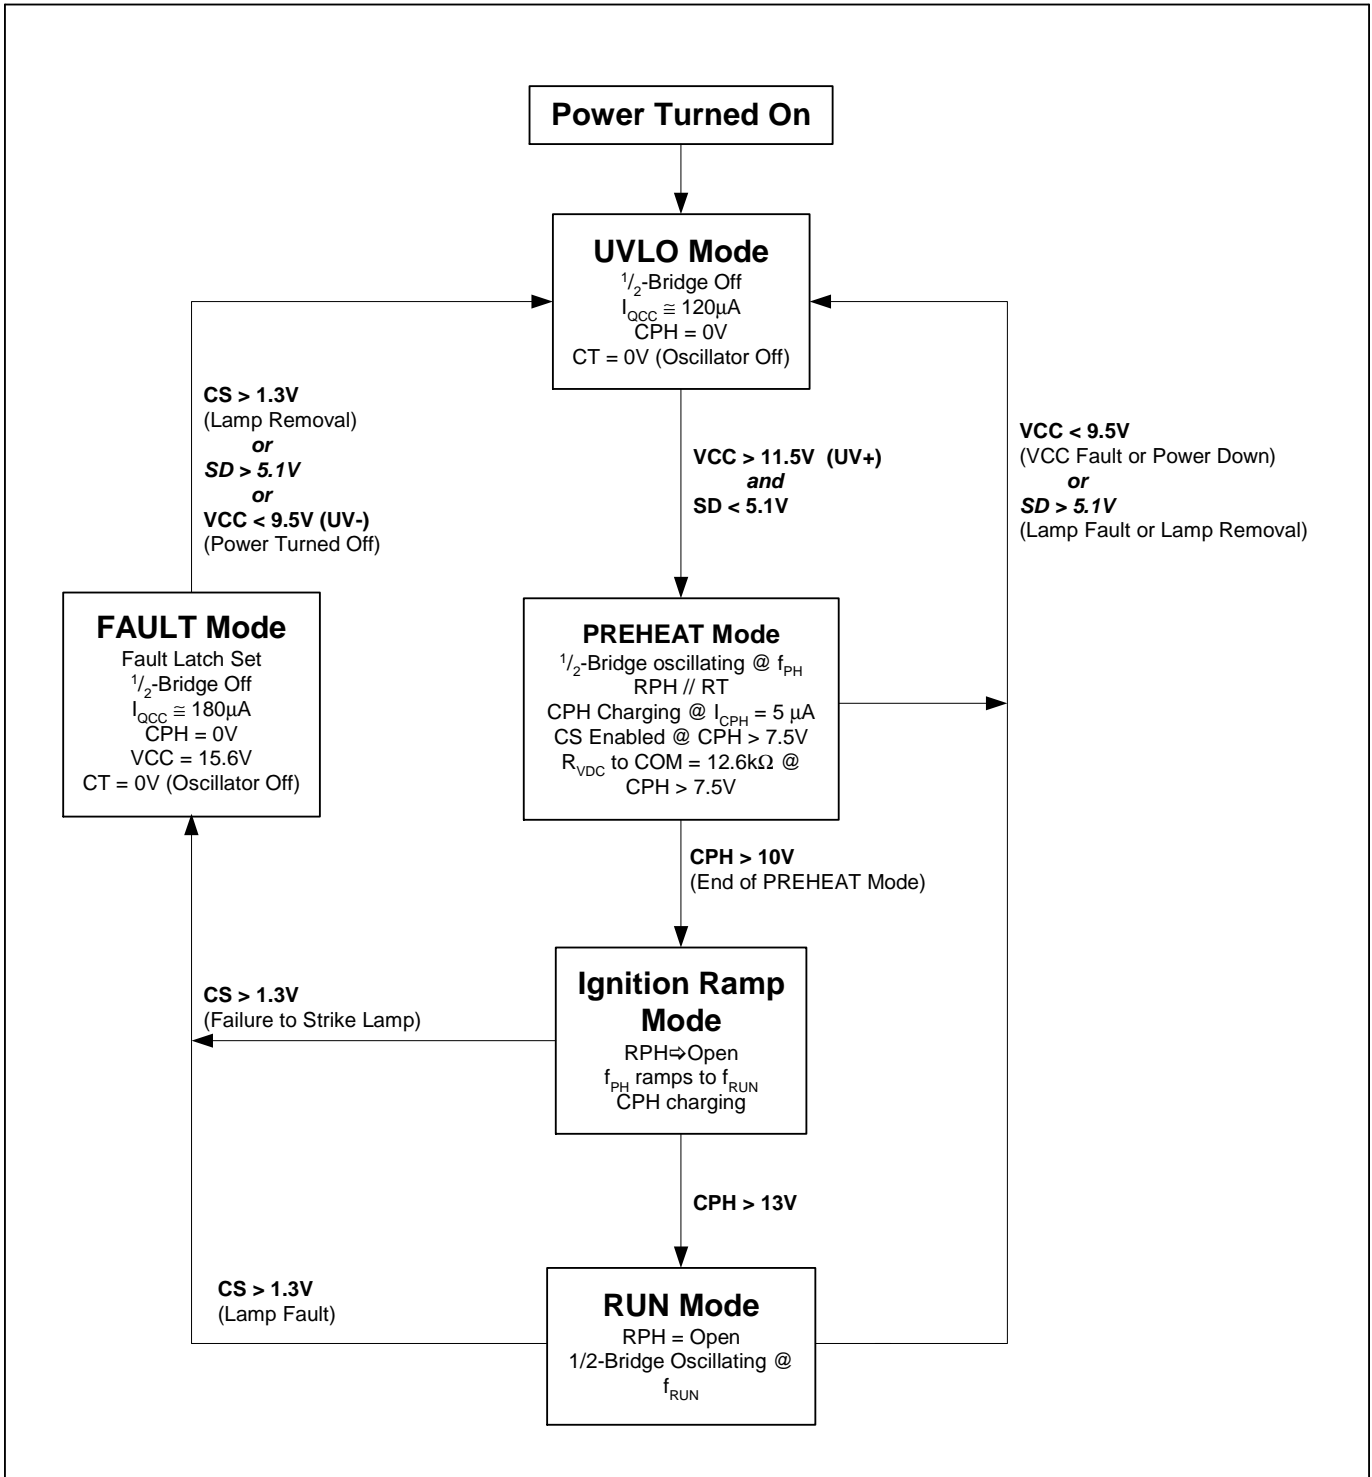 Power Turned On
UVLO Mode
1/2-Bridge Off
IQCC ≅ 120µA
CPH = 0V
CT = 0V (Oscillator Off)
CS > 1.3V
(Lamp Removal)
or
SD > 5.1V
or
VCC < 9.5V (UV-)
(Power Turned Off)
VCC > 11.5V (UV+)
and
SD < 5.1V
VCC < 9.5V
(VCC Fault or Power Down)
or
SD > 5.1V
(Lamp Fault or Lamp Removal)
FAULT Mode
Fault Latch Set
1/2-Bridge Off
IQCC ≅ 180µA
CPH = 0V
VCC = 15.6V
CT = 0V (Oscillator Off)
PREHEAT Mode
1/2-Bridge oscillating @ fPH
RPH // RT
CPH Charging @ ICPH = 5 µA
CS Enabled @ CPH > 7.5V
RVDC to COM = 12.6kΩ @
CPH > 7.5V
CPH > 10V
(End of PREHEAT Mode)
Ignition Ramp
Mode
RPH⇨Open
fPH ramps to fRUN
CPH charging
CS > 1.3V
(Failure to Strike Lamp)
CPH > 13V
CS > 1.3V
(Lamp Fault)
RUN Mode
RPH = Open
1/2-Bridge Oscillating @
fRUN